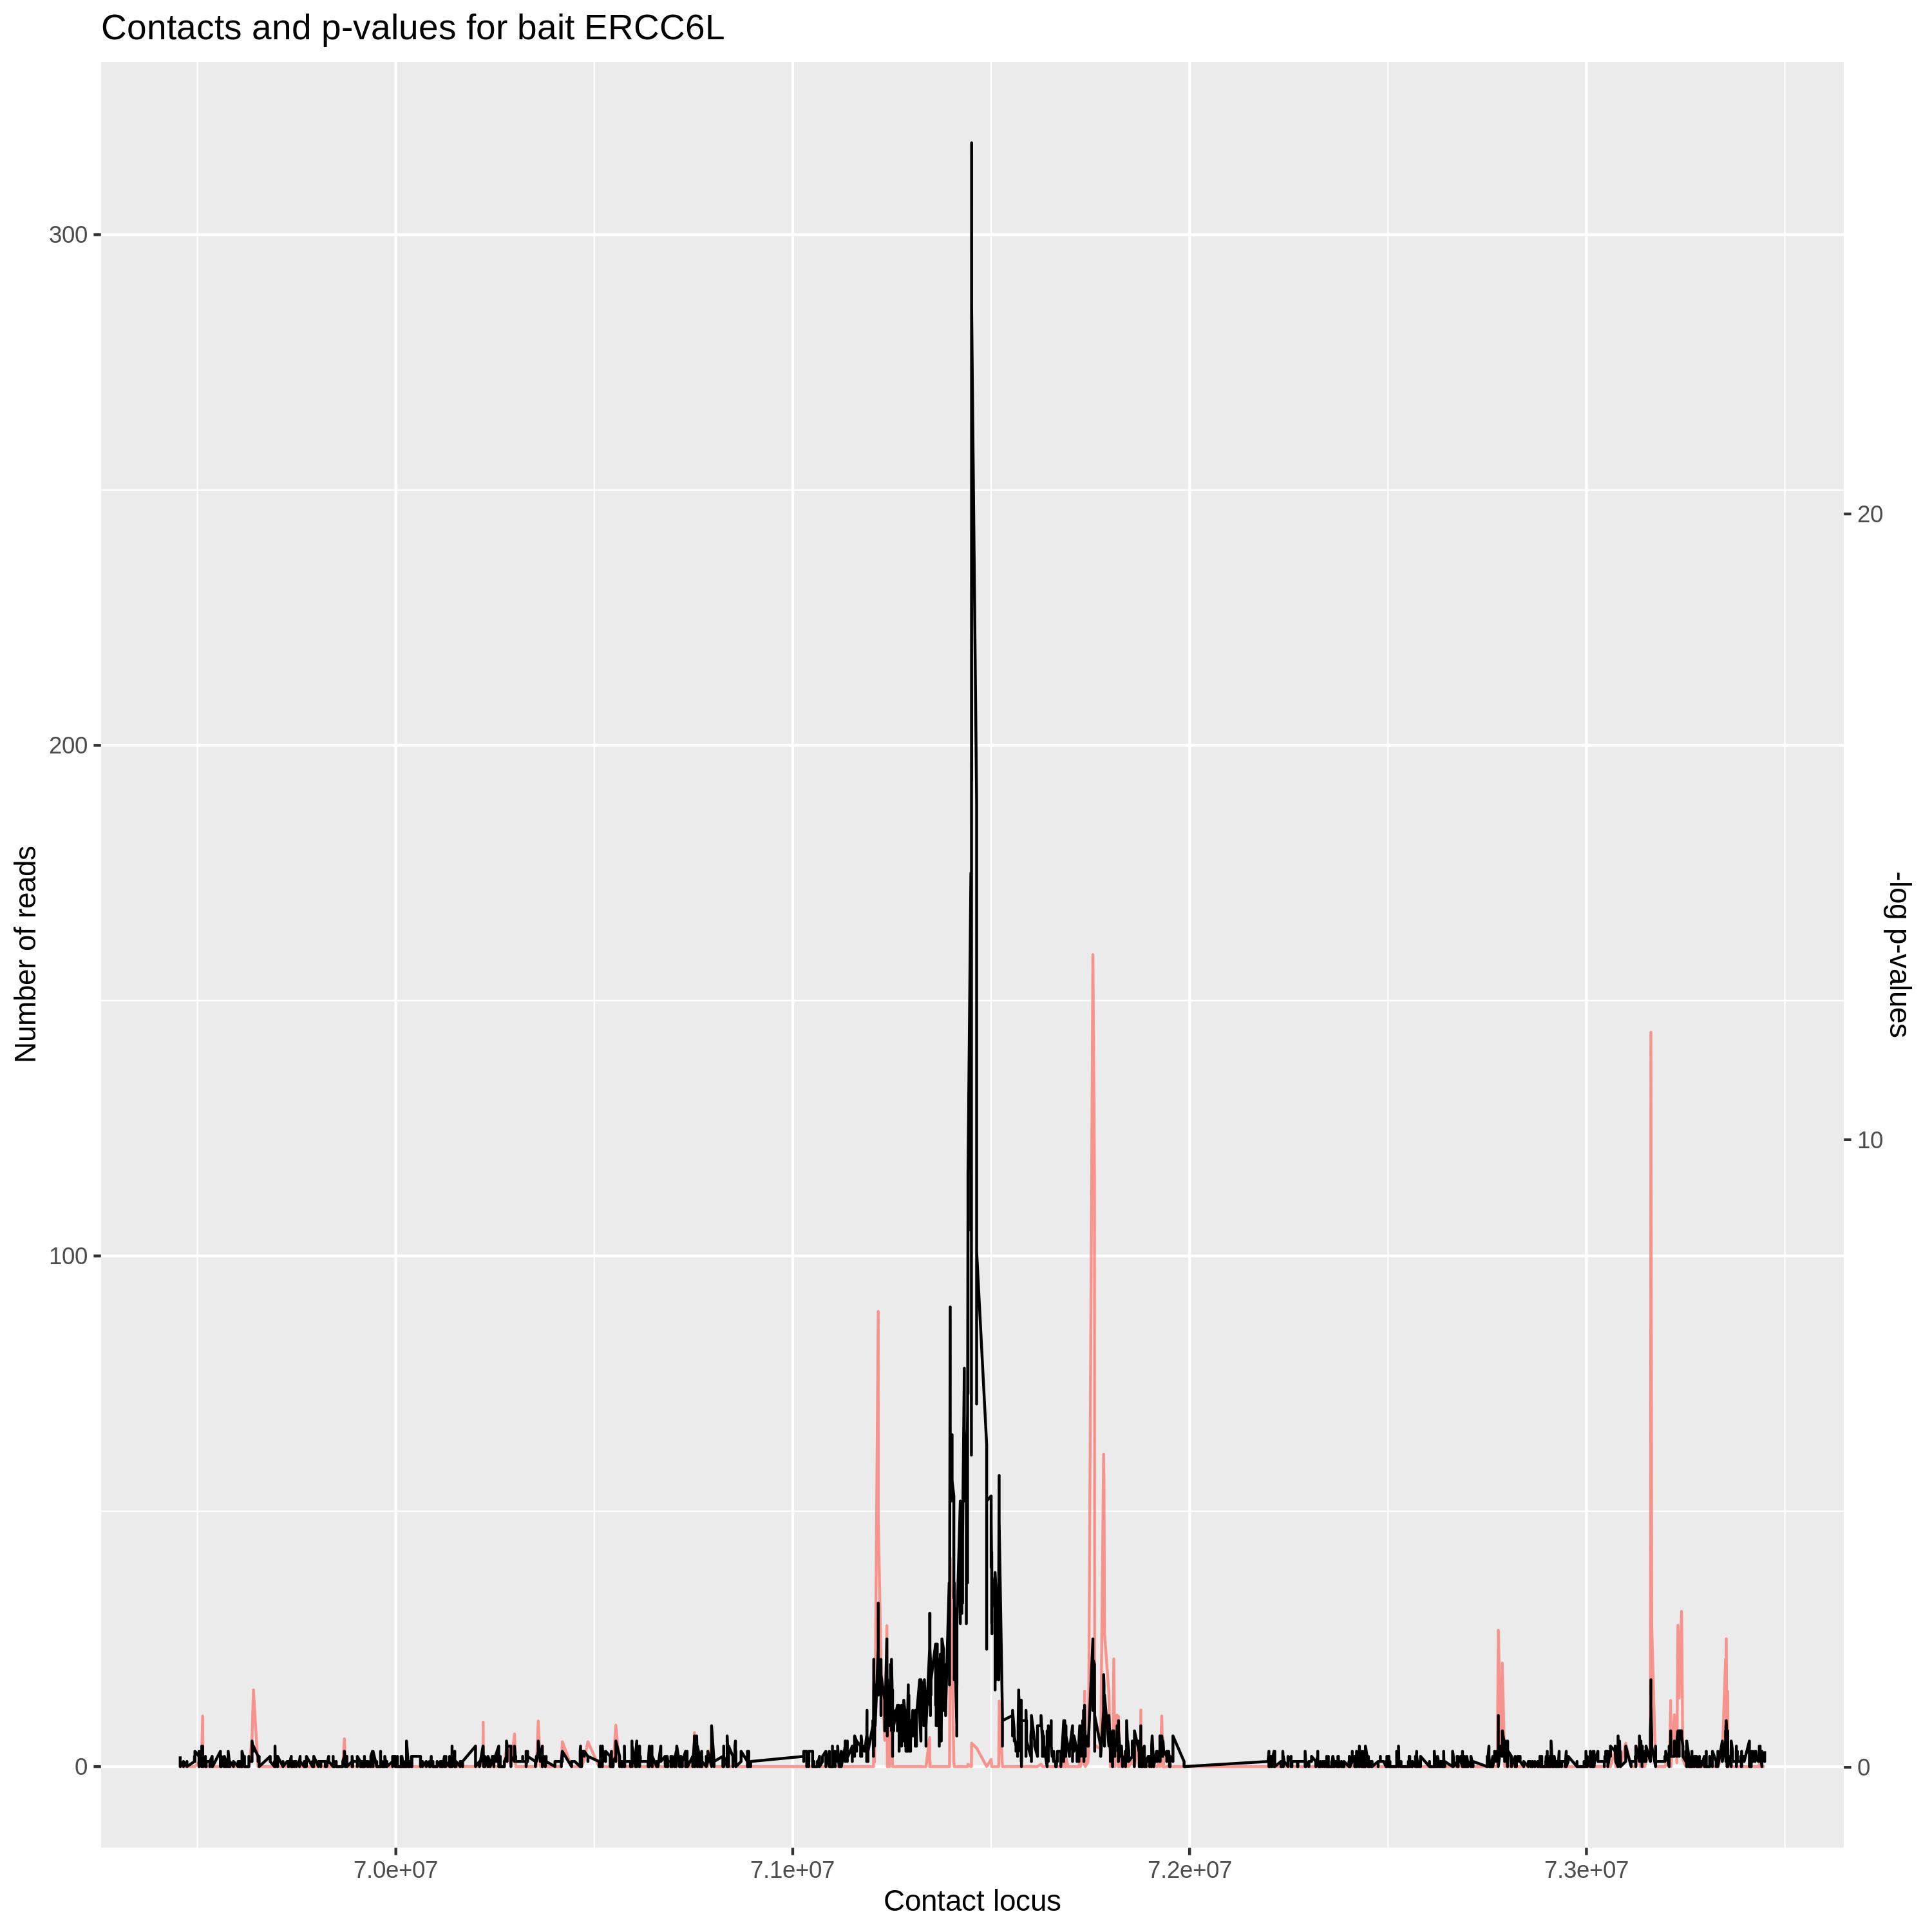 Contacts and p-values for bait ERCC6L
300
200
100
0
Number of reads
20
10
0
-log p-values
7.0e+07
7.1e+07
7.2e+07
7.3e+07
Contact locus